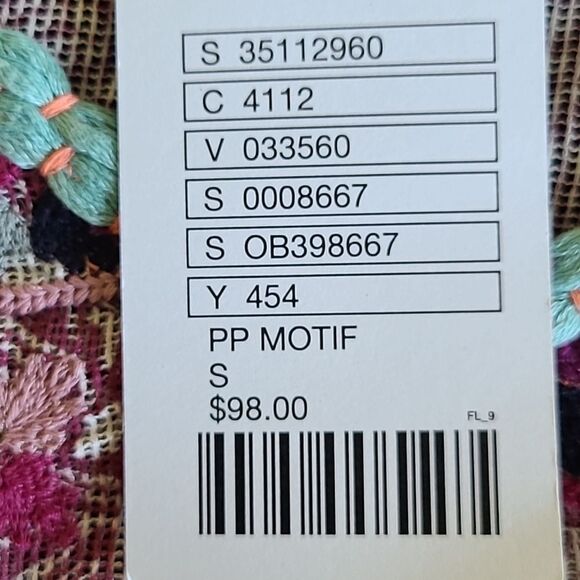 S 35112960
C 4112
V 033560
S 0008667
S OB398667
Y 454
PP MOTIF
S
$98.00
FL_9